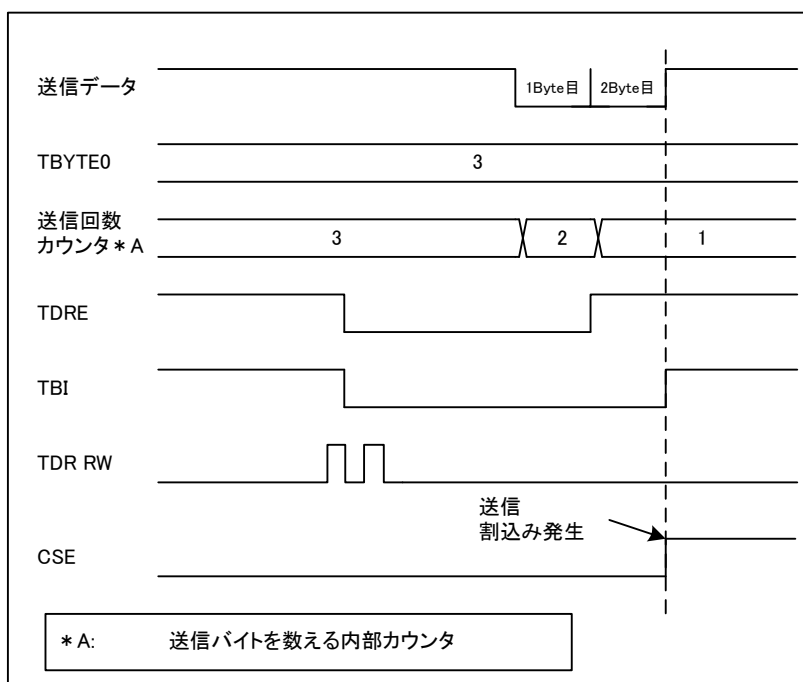 送信データ
1Byte目 2Byte目
TBYTE0
3
送信回数
カウンタ*A
3 2 1
TDRE
TBI
TDR RW
送信
割込み発生
CSE
*A: 送信バイトを数える内部カウンタ